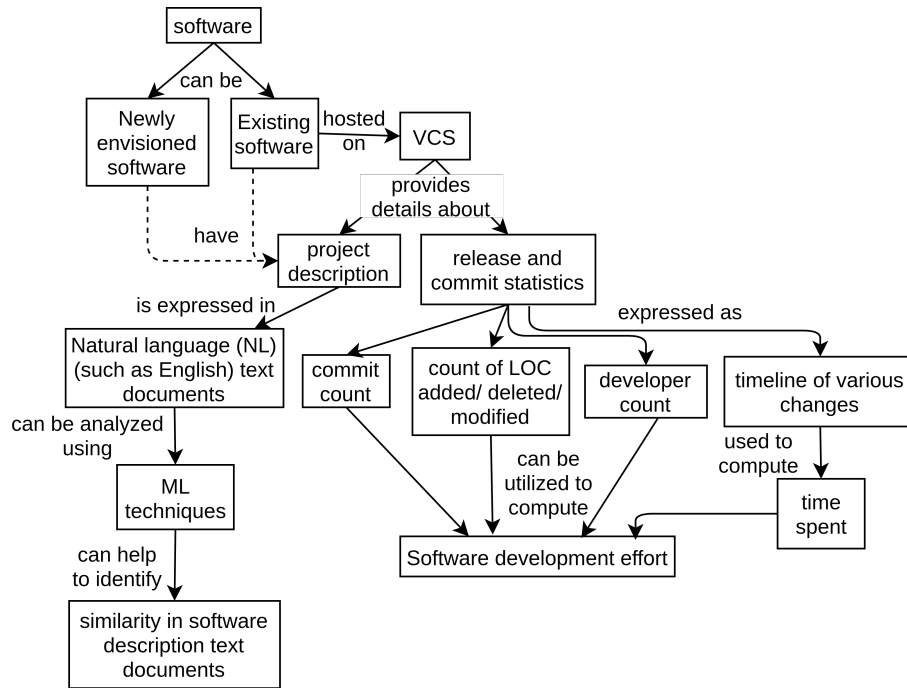 software
can be
Newly
envisioned
software
Existing
software
hosted
on
VCS
provides
details about
have
project
description
release and
commit statistics
is expressed in
expressed as
Natural language (NL)
(such as English) text
documents
commit
count
count of LOC
added/ deleted/
modified
developer
count
timeline of various
changes
can be analyzed
using
can be
utilized to
compute
used to
compute
ML
techniques
time
spent
can help
to identify
Software development effort
similarity in software
description text
documents